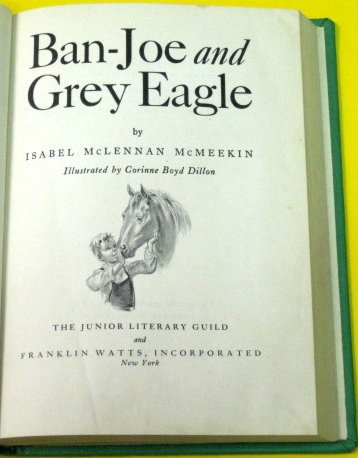 Ban-Joe and
Grey Eagle
by
ISABEL McLENNAN McMEEKIN
Illustrated by Corinne Boyd Dillon
THE JUNIOR LITERARY GUILD
and
FRANKLIN WATTS, INCORPORATED
New York